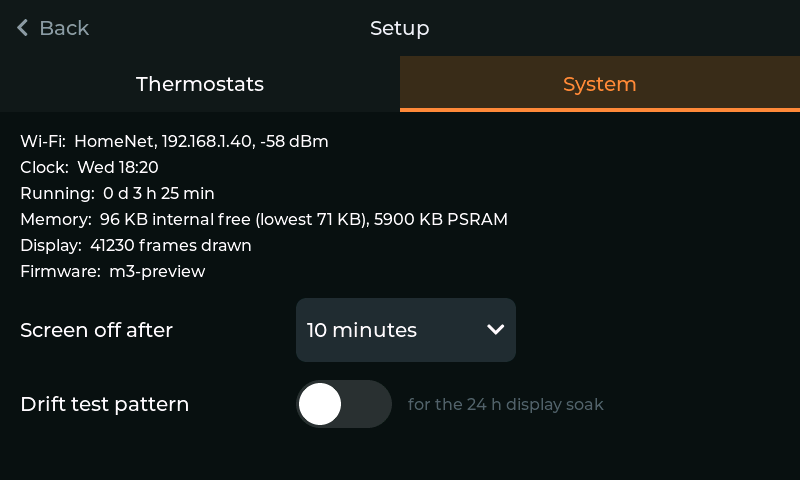 Back
Setup
Thermostats
System
Wi-Fi: HomeNet, 192.168.1.40, -58 dBm
Clock: Wed 18:20
Running: 0 d 3 h 25 min
Memory: 96 KB internal free (lowest 71 KB), 5900 KB PSRAM
Display: 41230 frames drawn
Firmware: m3-preview
Screen off after
10 minutes
Drift test pattern
for the 24 h display soak